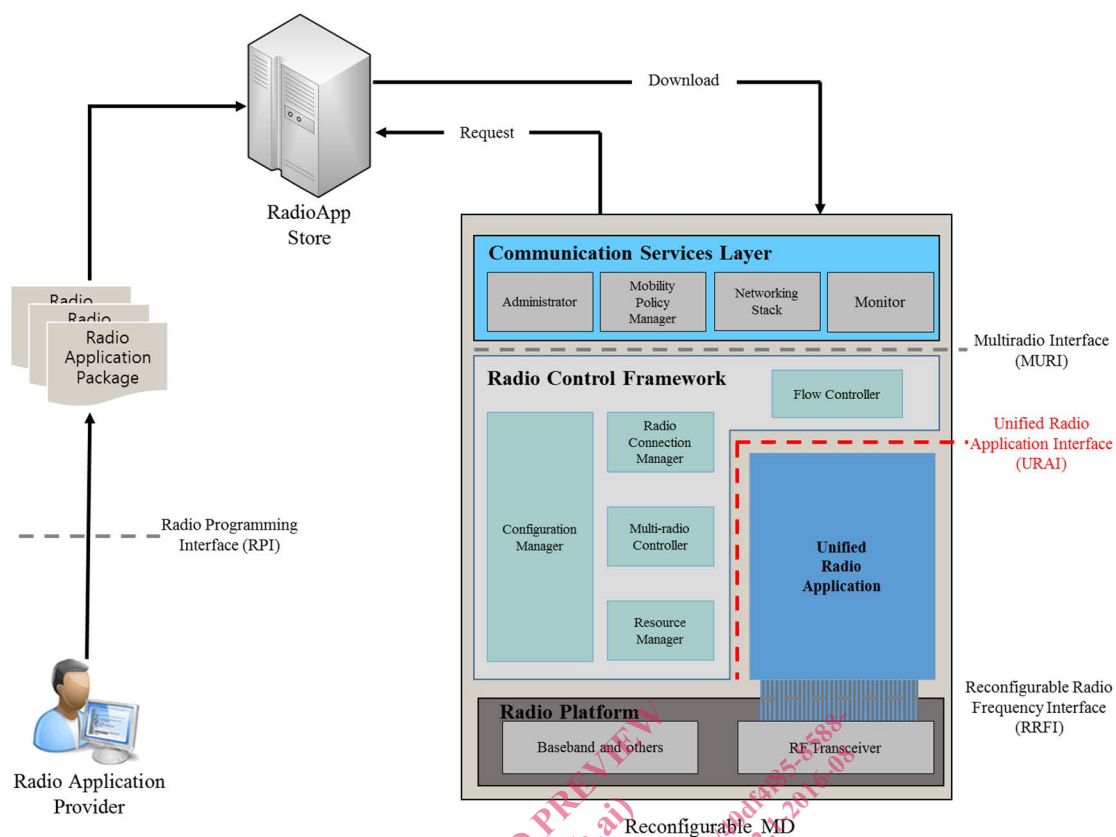 Download
Request
RadioApp
Store
Communication Services Layer
Administrator
Mobility
Policy
Manager
Networking
Stack
Monitor
Multiradio Interface
(MURI)
Radio
Radio
Radio
Application
Package
Radio Control Framework
Flow Controller
Radio
Connection
Manager
Unified Radio
Application Interface
(URAI)
Radio Programming
Interface (RPI)
Configuration
Manager
Multi-radio
Controller
Unified
Radio
Application
Resource
Manager
Reconfigurable Radio
Frequency Interface
(RRFI)
Radio Platform
Baseband and others
RF Transceiver
Radio Application
Provider
Reconfigurable MD
PREVIEW